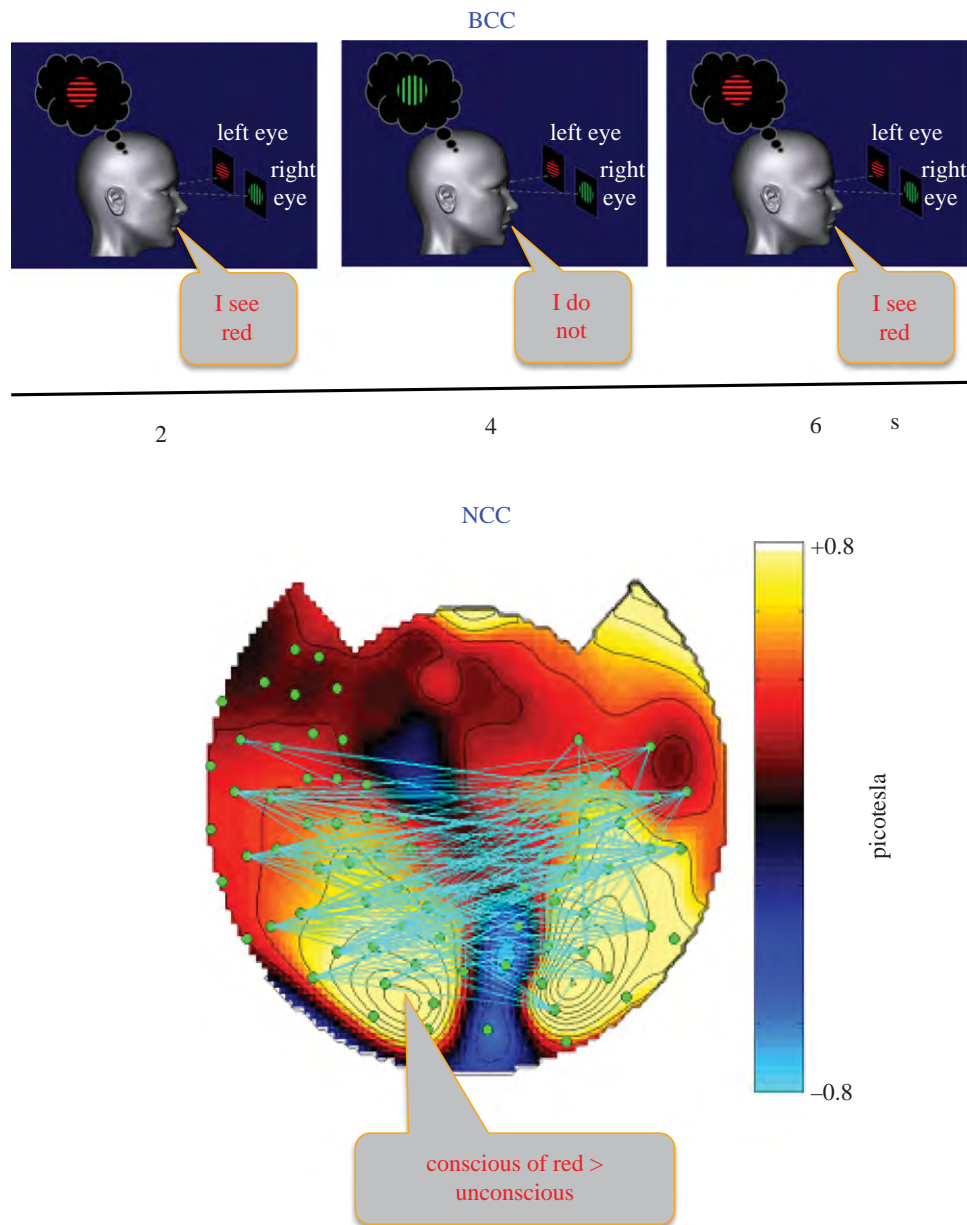 BCC
left eye
right
eye
I see
red
left eye
right
eye
I do
not
left eye
right
eye
I see
red
2 4 6 s
NCC
+0.8
picotesla
–0.8
conscious of red >
unconscious